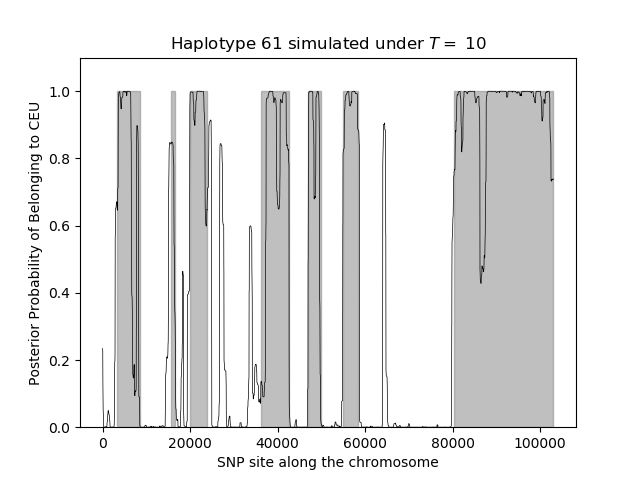 Haplotype 61 simulated under T = 10
Posterior Probability of Belonging to CEU
1.0
0.8
0.6
0.4
0.2
0.0
0 20000 40000 60000 80000 100000
SNP site along the chromosome